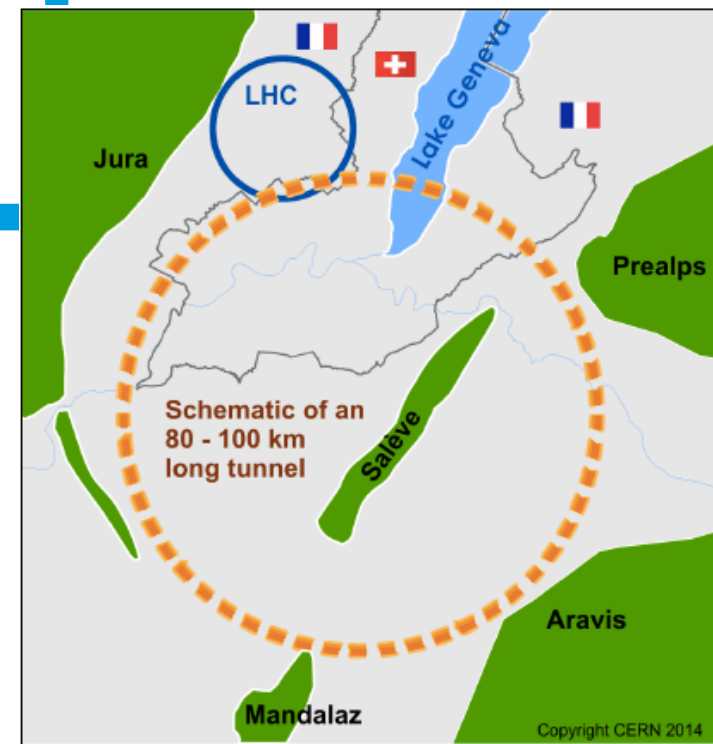 LHC
Lake Geneva
Jura
Prealps
Schematic of an
80 - 100 km
long tunnel
Salève
Aravis
Mandalaz
Copyright CERN 2014